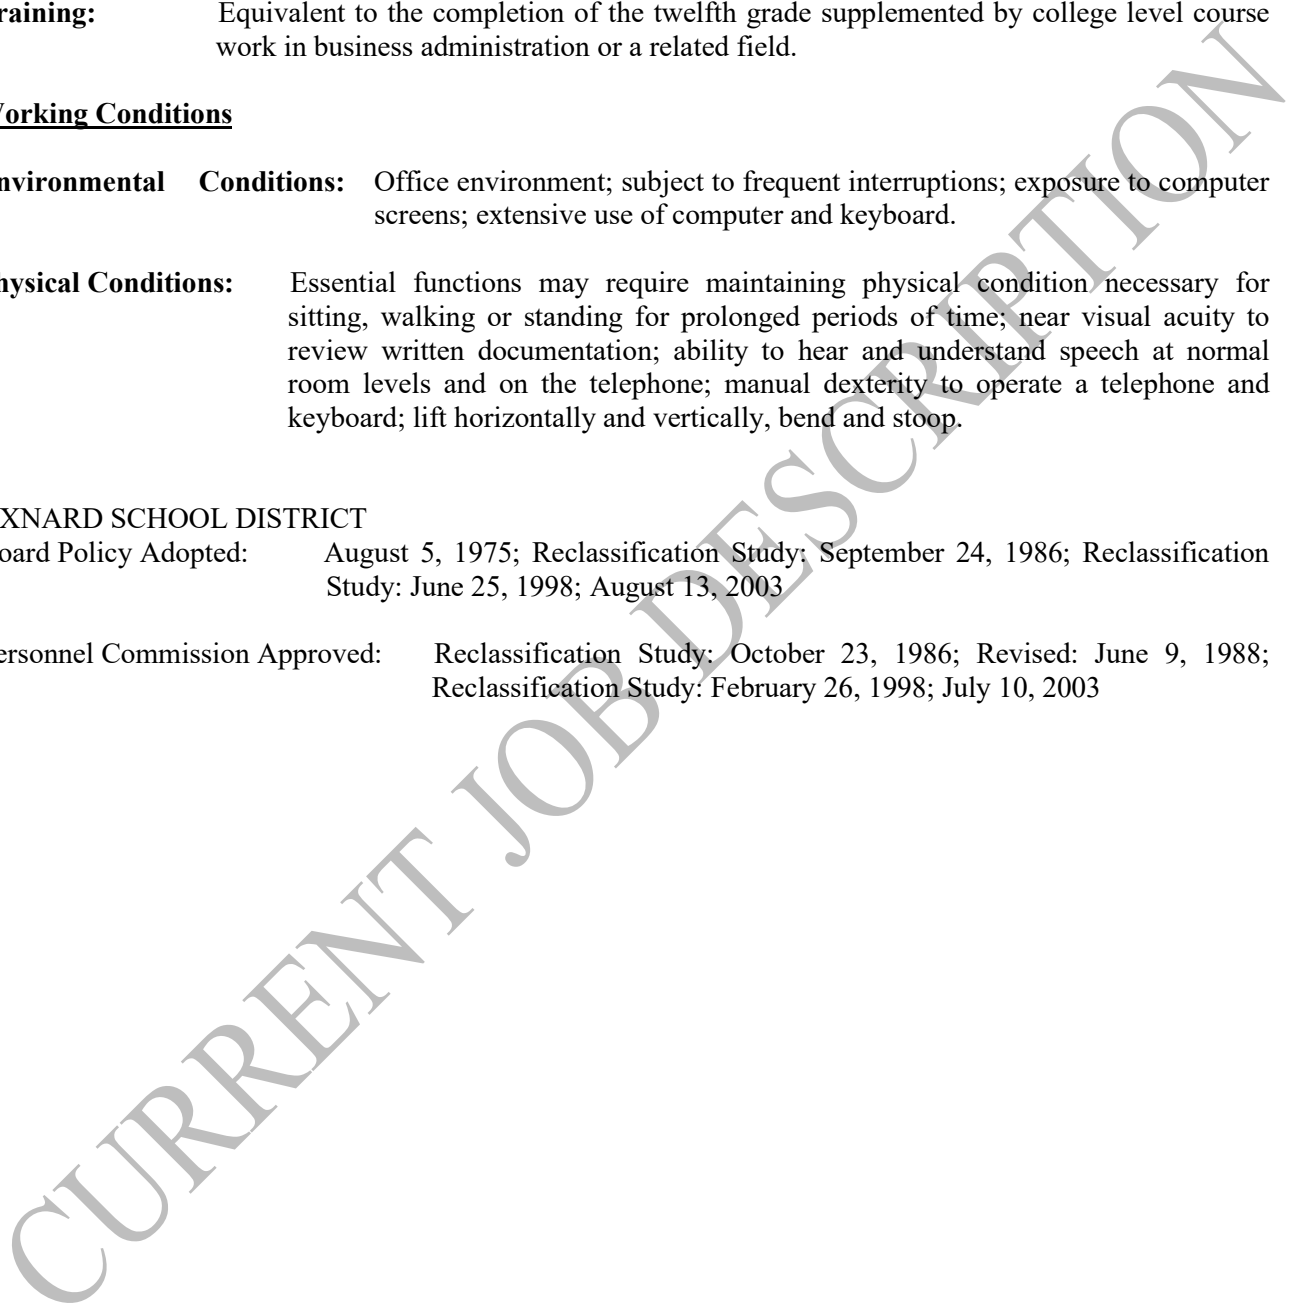 raining: Equivalent to the completion of the twelfth grade supplemented by college level course
work in business administration or a related field.
Working Conditions
nvironmental Conditions: Office environment; subject to frequent interruptions; exposure to computer
screens; extensive use of computer and keyboard.
hysical Conditions: Essential functions may require maintaining physical condition necessary for
sitting, walking or standing for prolonged periods of time; near visual acuity to
review written documentation; ability to hear and understand speech at normal
room levels and on the telephone; manual dexterity to operate a telephone and
keyboard; lift horizontally and vertically, bend and stoop.
XNARD SCHOOL DISTRICT
oard Policy Adopted: August 5, 1975; Reclassification Study: September 24, 1986; Reclassification
Study: June 25, 1998; August 13, 2003
ersonnel Commission Approved: Reclassification Study: October 23, 1986; Revised: June 9, 1988;
Reclassification Study: February 26, 1998; July 10, 2003
CURRENT JOB DESCRIPTION